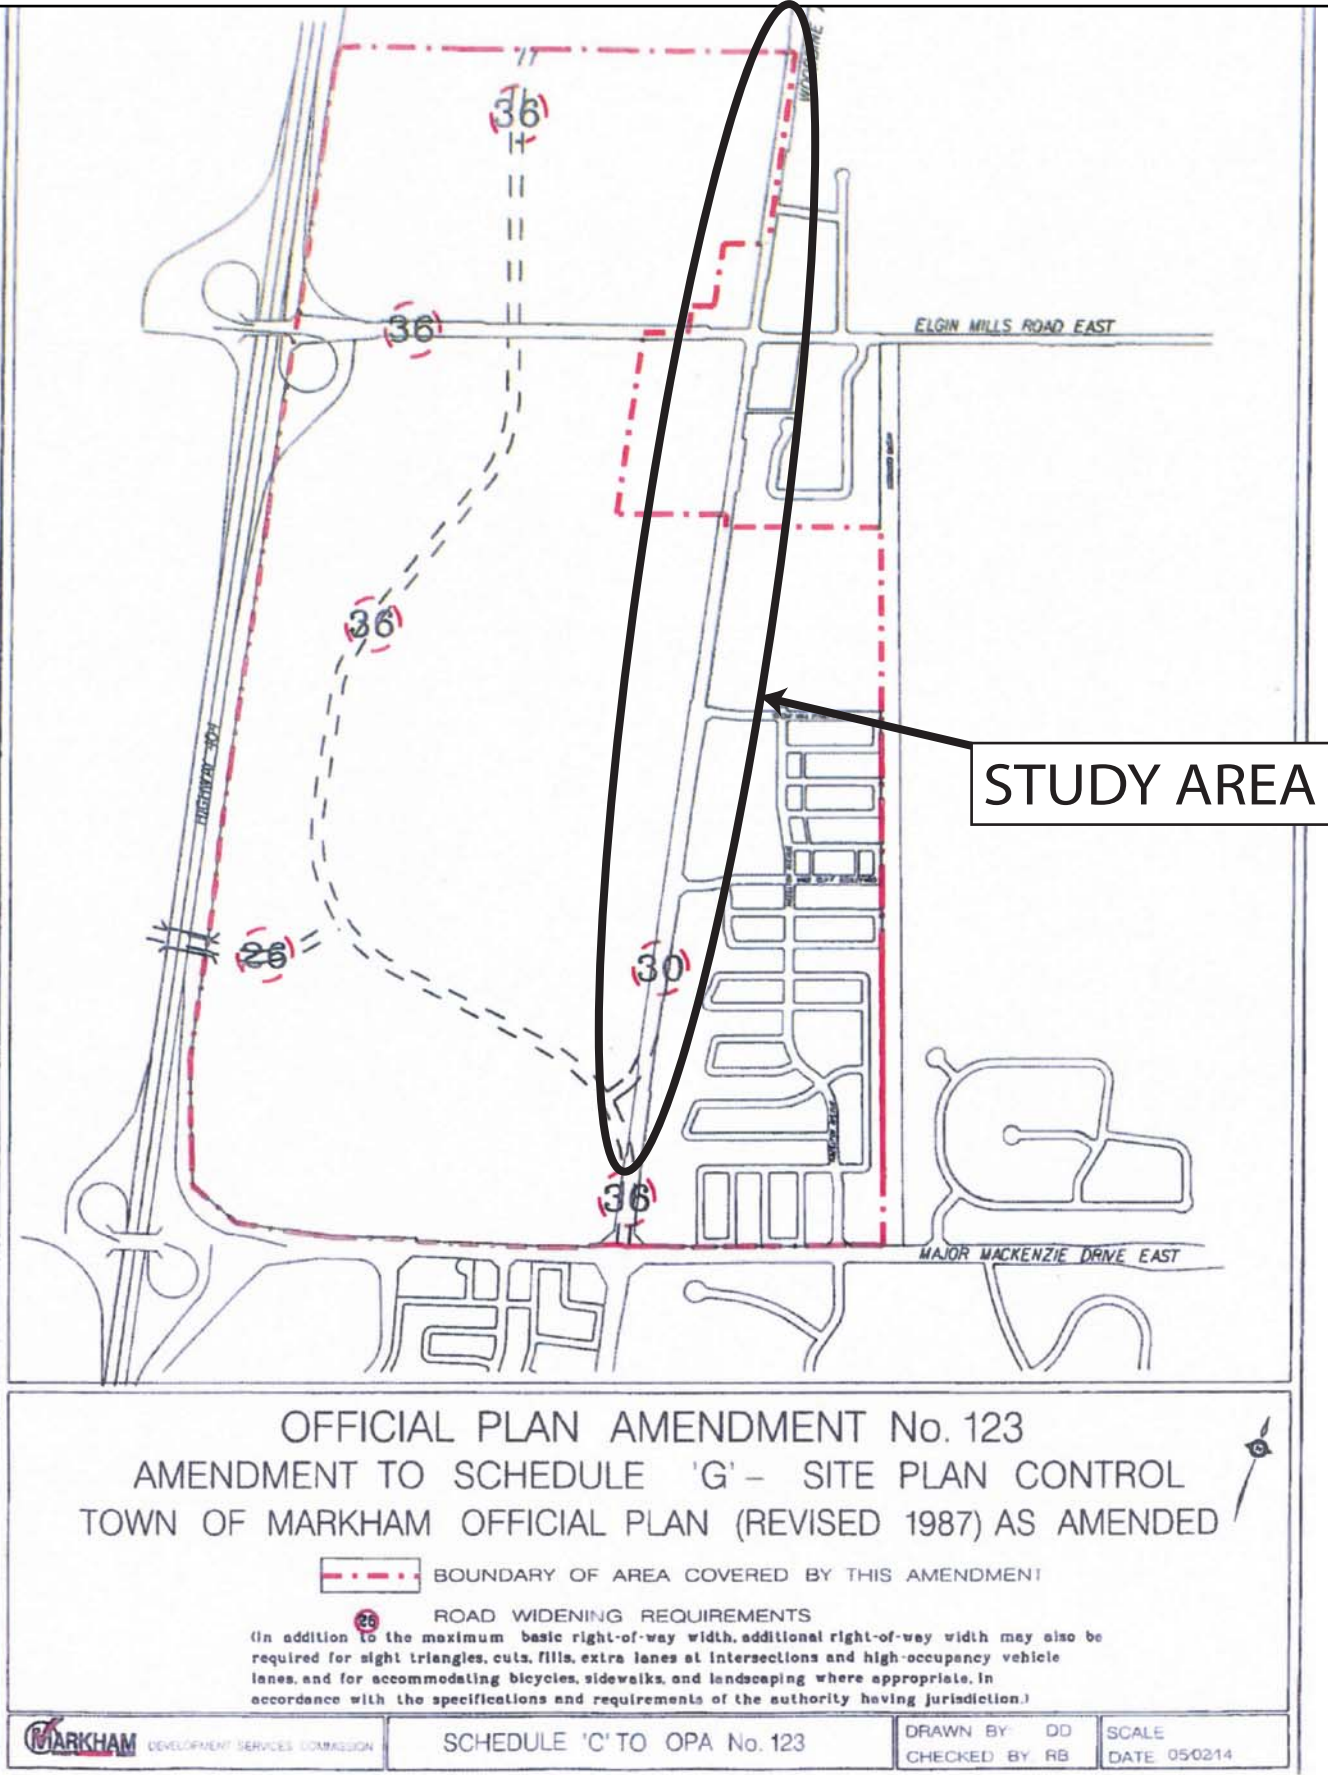 WOODBINE
36
36
ELGIN MILLS ROAD EAST
36
HIGHWAY 404
STUDY AREA
26
30
36
MAJOR MACKENZIE DRIVE EAST
OFFICIAL PLAN AMENDMENT No. 123
AMENDMENT TO SCHEDULE 'G' - SITE PLAN CONTROL
TOWN OF MARKHAM OFFICIAL PLAN (REVISED 1987) AS AMENDED
BOUNDARY OF AREA COVERED BY THIS AMENDMENT
26 ROAD WIDENING REQUIREMENTS
(In addition to the maximum basic right-of-way width, additional right-of-way width may also be
required for sight triangles, cuts, fills, extra lanes at intersections and high-occupancy vehicle
lanes, and for accommodating bicycles, sidewalks, and landscaping where appropriate, in
accordance with the specifications and requirements of the authority having jurisdiction.)
MARKHAM DEVELOPMENT SERVICES COMMISSION
SCHEDULE 'C' TO OPA No. 123
DRAWN BY: DD
CHECKED BY RB
SCALE
DATE 05/02/14